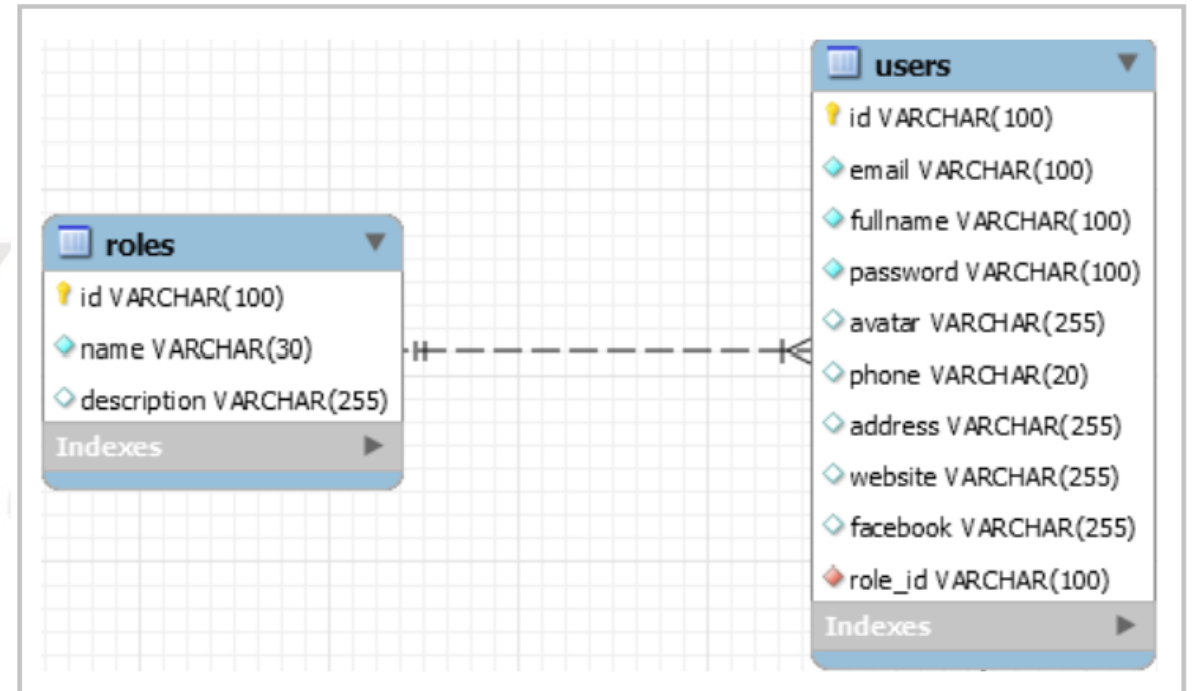 roles
id VARCHAR(100)
name VARCHAR(30)
description VARCHAR(255)
Indexes
users
id VARCHAR(100)
email VARCHAR(100)
fullname VARCHAR(100)
password VARCHAR(100)
avatar VARCHAR(255)
phone VARCHAR(20)
address VARCHAR(255)
website VARCHAR(255)
facebook VARCHAR(255)
role_id VARCHAR(100)
Indexes